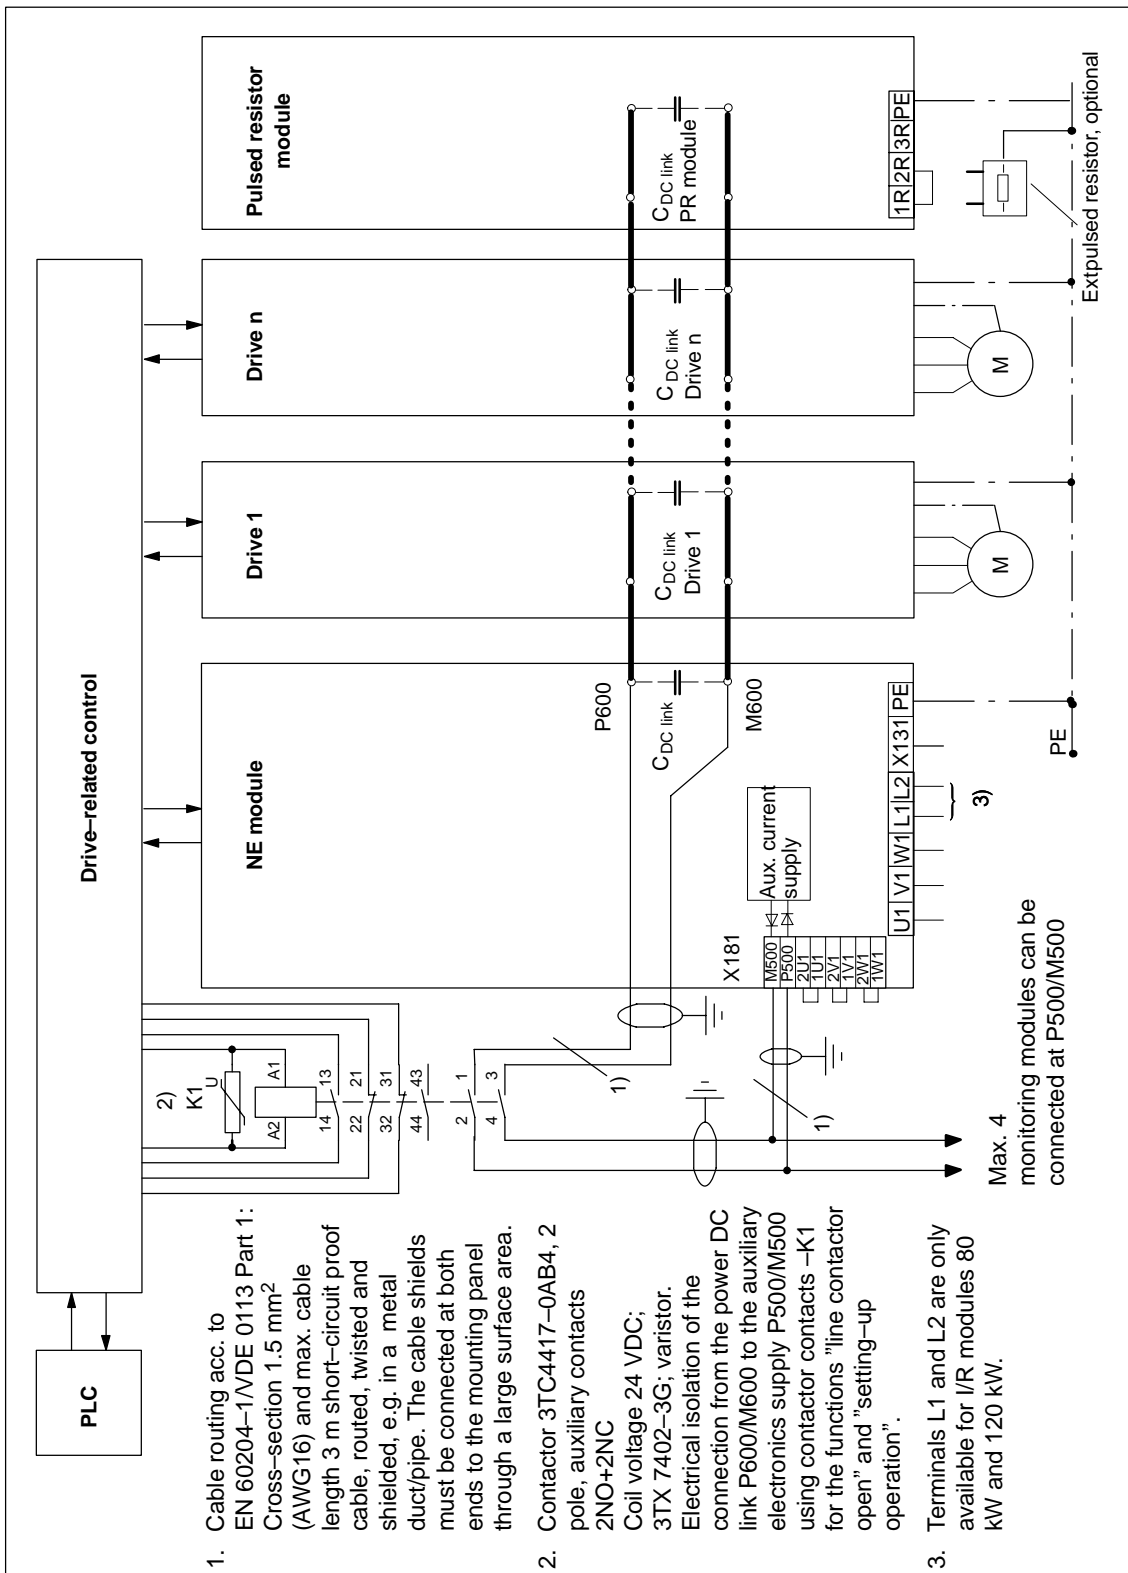 PLC
Drive–related control
NE module
Drive 1
Drive n
Pulsed resistor
module
2)
K1
U
A2
A1
14
13
22
21
32
31
44
43
2
1
4
3
1)
1)
P600
M600
C DC link
C DC link
Drive 1
C DC link
Drive n
C DC link
PR module
X181
M500
P500
2U1
1U1
2V1
1V1
2W1
1W1
Aux. current
supply
U1 V1 W1 L1 L2 X131 PE
3)
PE
M
M
1R 2R 3R PE
Extpulsed resistor, optional
Max. 4
monitoring modules can be
connected at P500/M500
1. Cable routing acc. to
EN 60204–1/VDE 0113 Part 1:
Cross–section 1.5 mm²
(AWG16) and max. cable
length 3 m short–circuit proof
cable, routed, twisted and
shielded, e.g. in a metal
duct/pipe. The cable shields
must be connected at both
ends to the mounting panel
through a large surface area.
2. Contactor 3TC4417–0AB4, 2
pole, auxiliary contacts
2NO+2NC
Coil voltage 24 VDC;
3TX 7402–3G; varistor.
Electrical isolation of the
connection from the power DC
link P600/M600 to the auxiliary
electronics supply P500/M500
using contactor contacts –K1
for the functions ”line contactor
open” and ”setting–up
operation”.
3. Terminals L1 and L2 are only
available for I/R modules 80
kW and 120 kW.